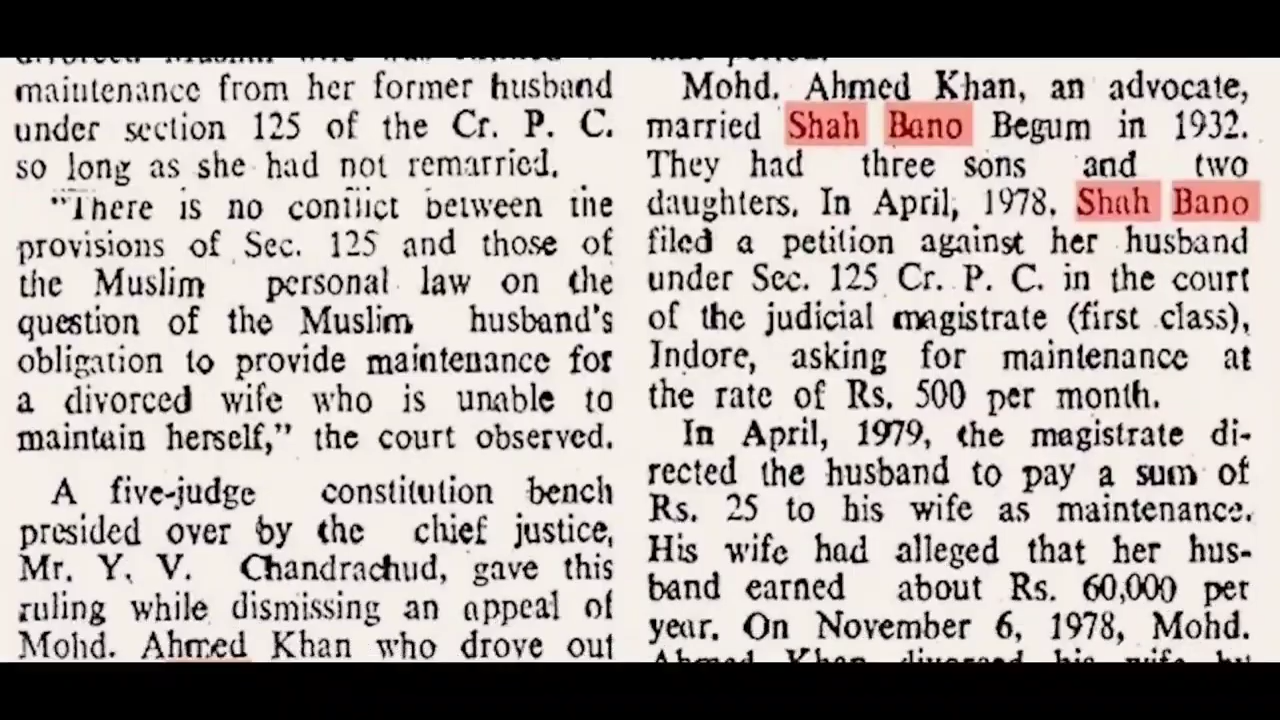 maintenance from her former husband
under section 125 of the Cr. P. C.
so long as she had not remarried.
"There is no conflict between the
provisions of Sec. 125 and those of
the Muslim personal law on the
question of the Muslim husband's
obligation to provide maintenance for
a divorced wife who is unable to
maintain herself," the court observed.
A five-judge constitution bench
presided over by the chief justice,
Mr. Y. V. Chandrachud, gave this
ruling while dismissing an appeal of
Mohd. Ahmed Khan who drove out
Mohd. Ahmed Khan, an advocate,
married Shah Bano Begum in 1932.
They had three sons and two
daughters. In April, 1978, Shah Bano
filed a petition against her husband
under Sec. 125 Cr. P. C. in the court
of the judicial magistrate (first class),
Indore, asking for maintenance at
the rate of Rs. 500 per month.
In April, 1979, the magistrate di-
rected the husband to pay a sum of
Rs. 25 to his wife as maintenance.
His wife had alleged that her hus-
band earned about Rs. 60,000 per
year. On November 6, 1978, Mohd.
Ahmed Khan divorced his wife by